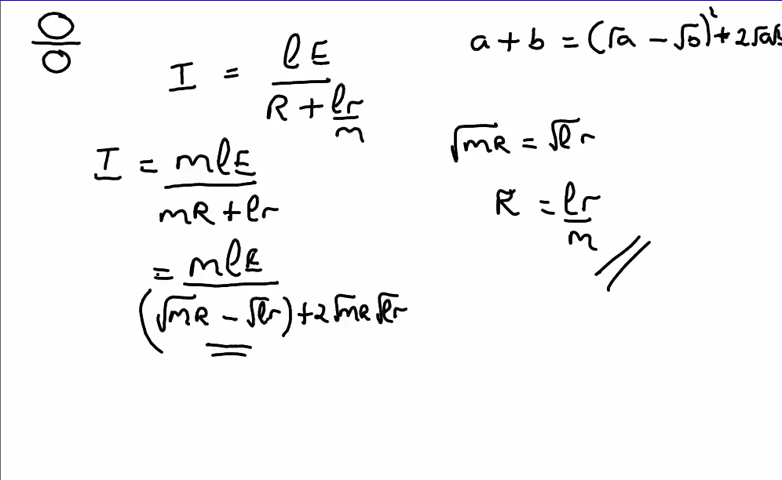 0/0
I = lE / (R + lr/m)
I = mlE / (mR + lr)
= mlE / ((√mR − √lr) + 2√mR√lr)
a + b = (√a − √b)² + 2√ab
√mR = √lr
R = lr/m